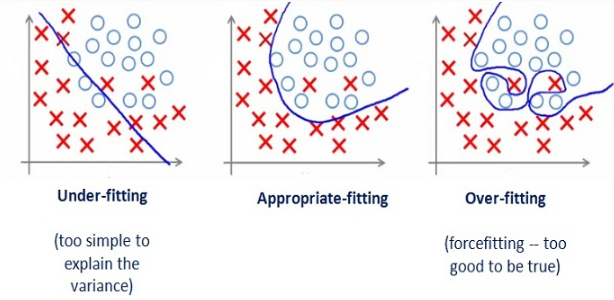 Under-fitting
Appropriate-fitting
Over-fitting
(too simple to
explain the
variance)
(forcefitting -- too
good to be true)